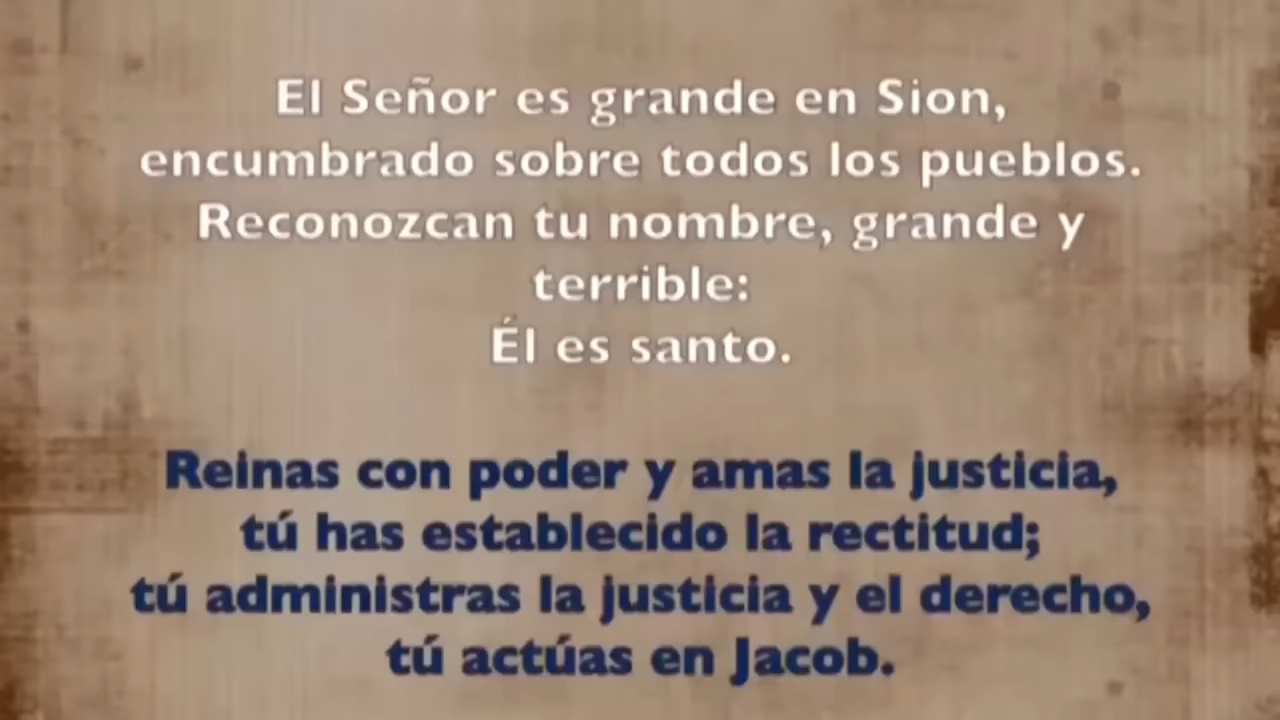 El Señor es grande en Sion,
encumbrado sobre todos los pueblos.
Reconozcan tu nombre, grande y
terrible:
Él es santo.
Reinas con poder y amas la justicia,
tú has establecido la rectitud;
tú administras la justicia y el derecho,
tú actúas en Jacob.